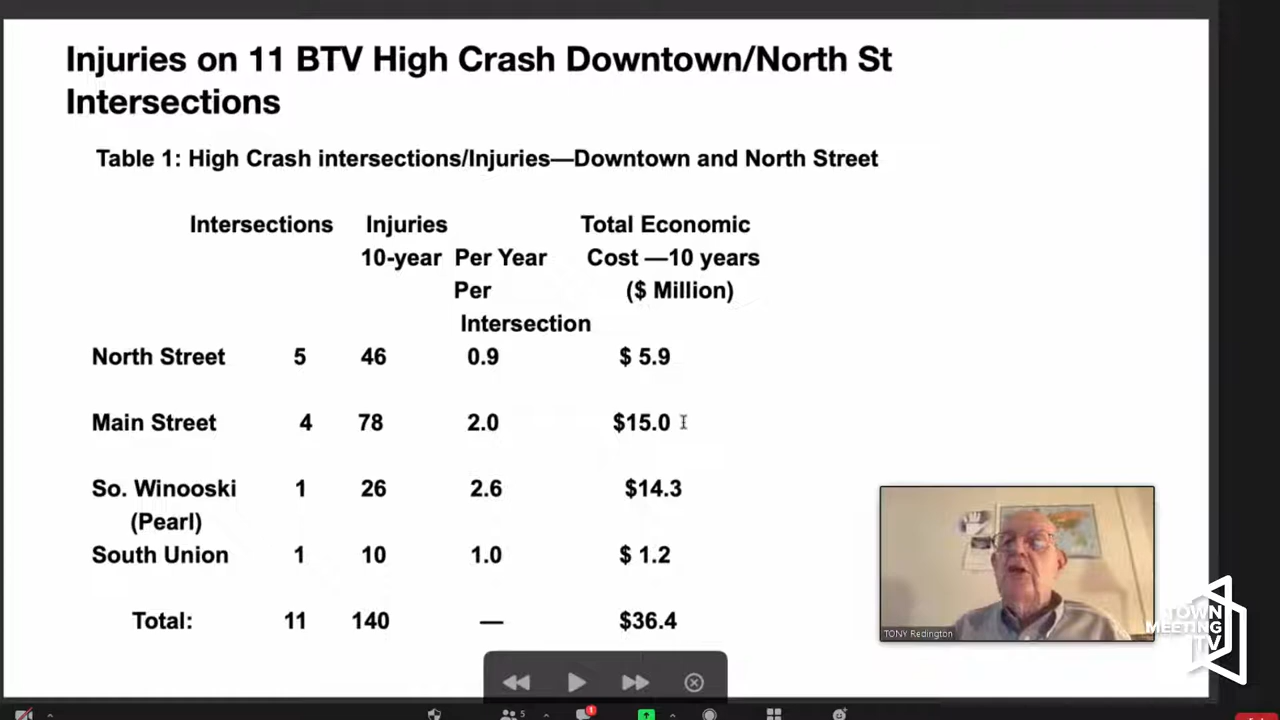 Injuries on 11 BTV High Crash Downtown/North St
Intersections
Table 1: High Crash intersections/Injuries—Downtown and North Street
Intersections Injuries Total Economic
10-year Per Year Cost —10 years
Per ($ Million)
Intersection
North Street 5 46 0.9 $ 5.9
Main Street 4 78 2.0 $15.0
So. Winooski 1 26 2.6 $14.3
(Pearl)
South Union 1 10 1.0 $ 1.2
Total: 11 140 — $36.4
TONY Redington
TOWN
MEETING
TV
5
1